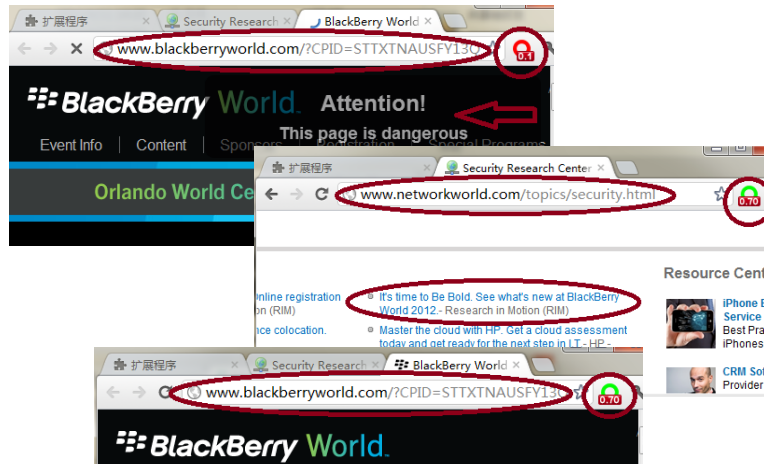 扩展程序
Security Research
BlackBerry World
www.blackberryworld.com/?CPID=STTXTNAUSFY13
0.1
BlackBerry World.
Attention!
This page is dangerous
Event Info
Content
Sponsors
Registration
Special Programs
Orlando World Ce
扩展程序
Security Research Center
www.networkworld.com/topics/security.html
0.70
Resource Cent
Online registration
on (RIM)
nce colocation.
It's time to Be Bold. See what's new at BlackBerry
World 2012.- Research in Motion (RIM)
Master the cloud with HP. Get a cloud assessment
today and get ready for the next step in I.T.- HP.-
iPhone B
Service
Best Pra
iPhones
CRM Sof
Provider
扩展程序
Security Research
BlackBerry World
www.blackberryworld.com/?CPID=STTXTNAUSFY13
0.70
BlackBerry World.